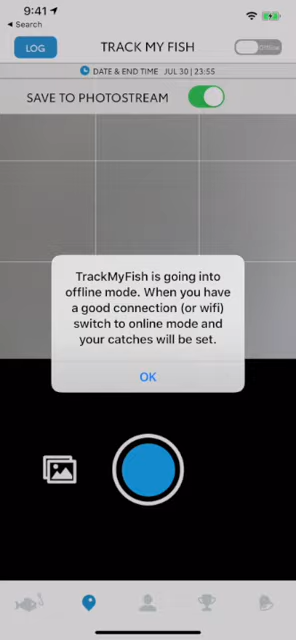 9:41
Search
LOG
TRACK MY FISH
Offline
DATE & END TIME JUL 30 | 23:55
SAVE TO PHOTOSTREAM
TrackMyFish is going into
offline mode. When you have
a good connection (or wifi)
switch to online mode and
your catches will be set.
OK